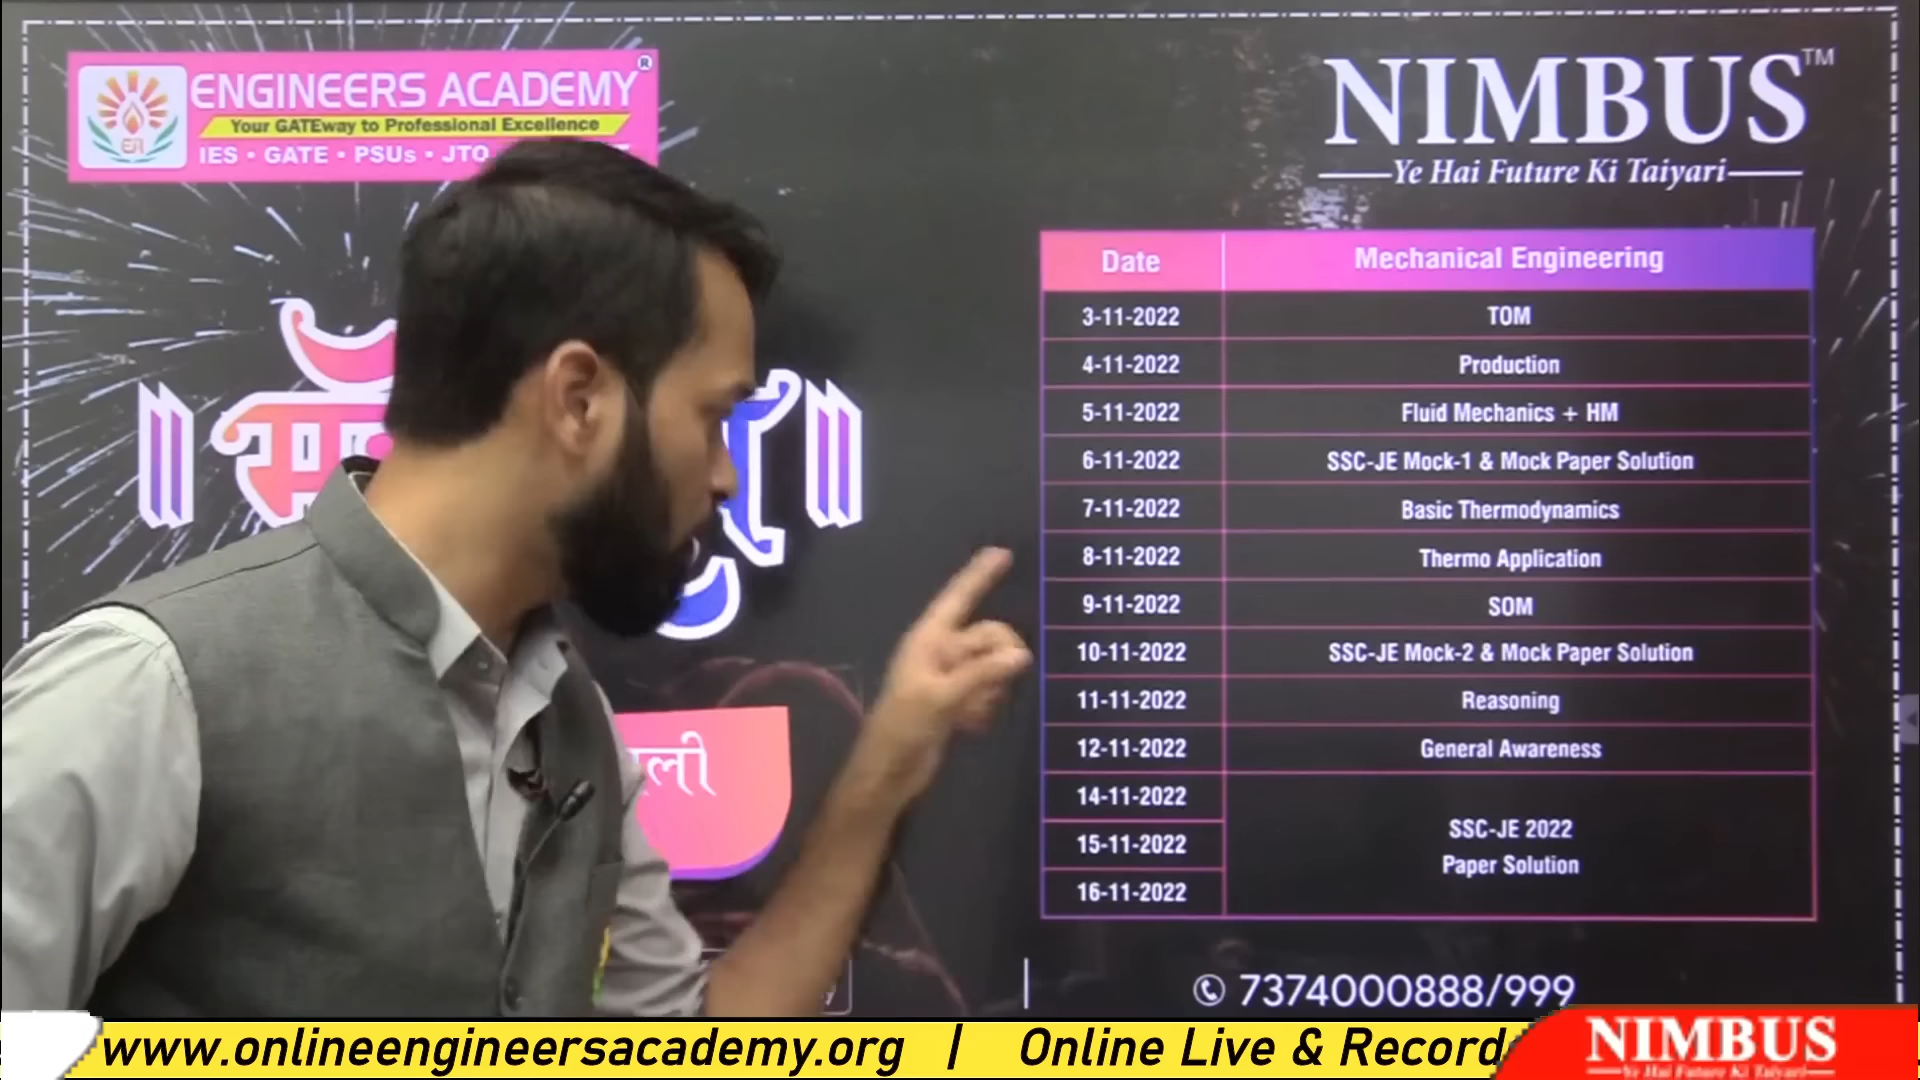 ENGINEERS ACADEMY®
Your GATEway to Professional Excellence
IES • GATE • PSUs • JTO
NIMBUS™
Ye Hai Future Ki Taiyari
Date Mechanical Engineering
3-11-2022 TOM
4-11-2022 Production
5-11-2022 Fluid Mechanics + HM
6-11-2022 SSC-JE Mock-1 & Mock Paper Solution
7-11-2022 Basic Thermodynamics
8-11-2022 Thermo Application
9-11-2022 SOM
10-11-2022 SSC-JE Mock-2 & Mock Paper Solution
11-11-2022 Reasoning
12-11-2022 General Awareness
14-11-2022
15-11-2022
16-11-2022
SSC-JE 2022
Paper Solution
7374000888/999
www.onlineengineersacademy.org | Online Live & Record
NIMBUS
Ye Hai Future Ki Taiyari